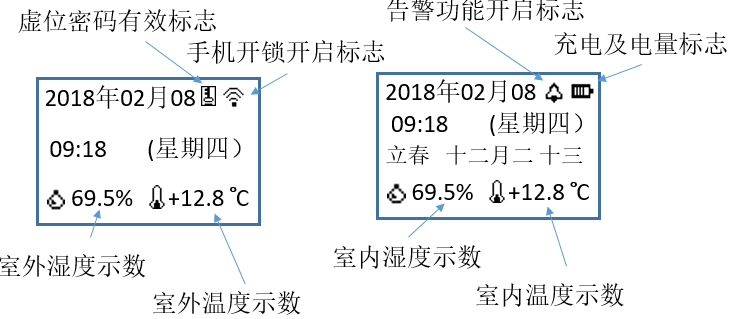 虚位密码有效标志
手机开锁开启标志
2018年02月08
09:18 (星期四)
69.5% +12.8℃
室外湿度示数
室外温度示数
告警功能开启标志
充电及电量标志
2018年02月08
09:18 (星期四)
立春 十二月二十三
69.5% +12.8℃
室内湿度示数
室内温度示数